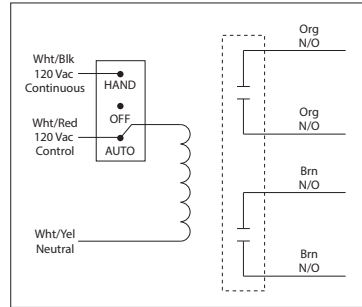 Wht/Blk
120 Vac
Continuous
HAND
OFF
Wht/Red
120 Vac
Control
AUTO
Wht/Yel
Neutral
Org
N/O
Org
N/O
Brn
N/O
Brn
N/O